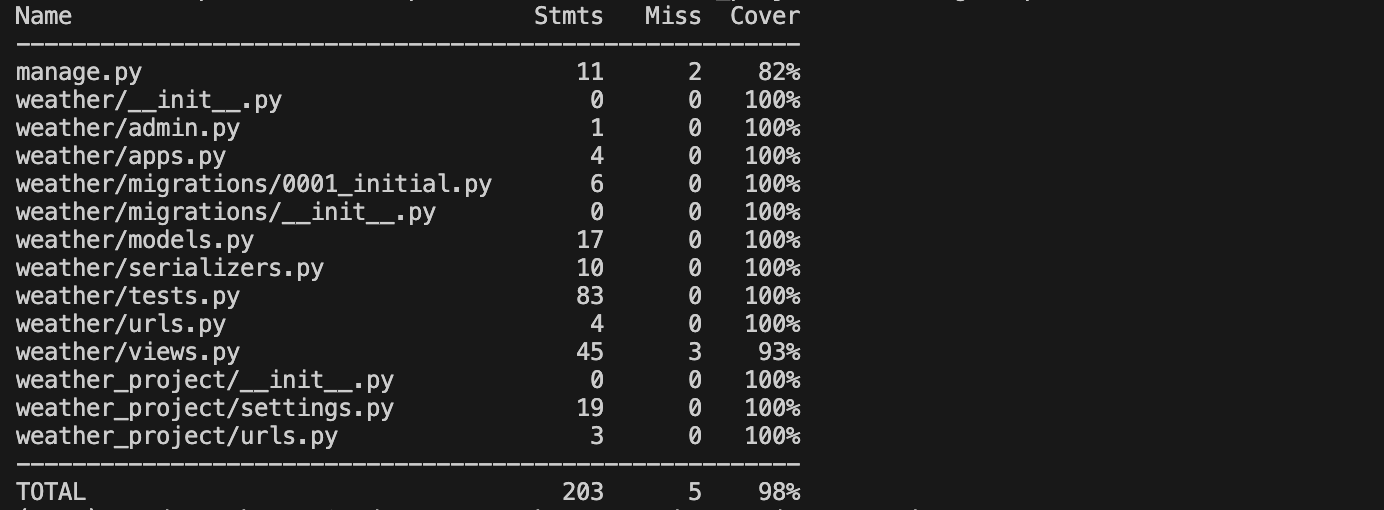 Name Stmts Miss Cover
---------------------------------------------------------
manage.py 11 2 82%
weather/__init__.py 0 0 100%
weather/admin.py 1 0 100%
weather/apps.py 4 0 100%
weather/migrations/0001_initial.py 6 0 100%
weather/migrations/__init__.py 0 0 100%
weather/models.py 17 0 100%
weather/serializers.py 10 0 100%
weather/tests.py 83 0 100%
weather/urls.py 4 0 100%
weather/views.py 45 3 93%
weather_project/__init__.py 0 0 100%
weather_project/settings.py 19 0 100%
weather_project/urls.py 3 0 100%
---------------------------------------------------------
TOTAL 203 5 98%